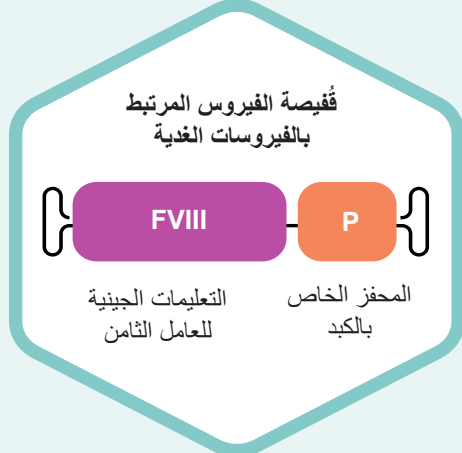 قُفيصة الفيروس المرتبط
بالفيروسات الغدية
P
FVIII
المحفز الخاص
بالكبد
التعليمات الجينية
للعامل الثامن